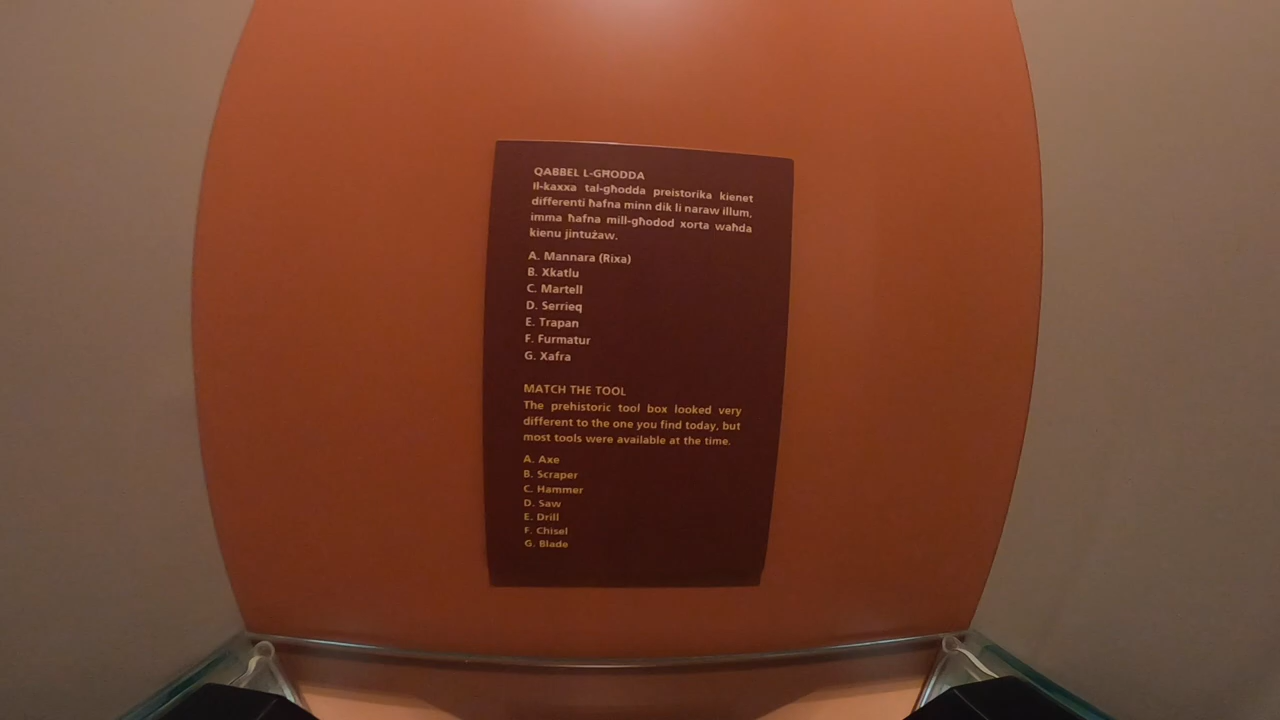 QABBEL L-GĦODDA
Il-kaxxa tal-għodda preistorika kienet
differenti ħafna minn dik li naraw illum,
imma ħafna mill-għodod xorta waħda
kienu jintużaw.
A. Mannara (Rixa)
B. Xkatlu
C. Martell
D. Serrieq
E. Trapan
F. Furmatur
G. Xafra
MATCH THE TOOL
The prehistoric tool box looked very
different to the one you find today, but
most tools were available at the time.
A. Axe
B. Scraper
C. Hammer
D. Saw
E. Drill
F. Chisel
G. Blade